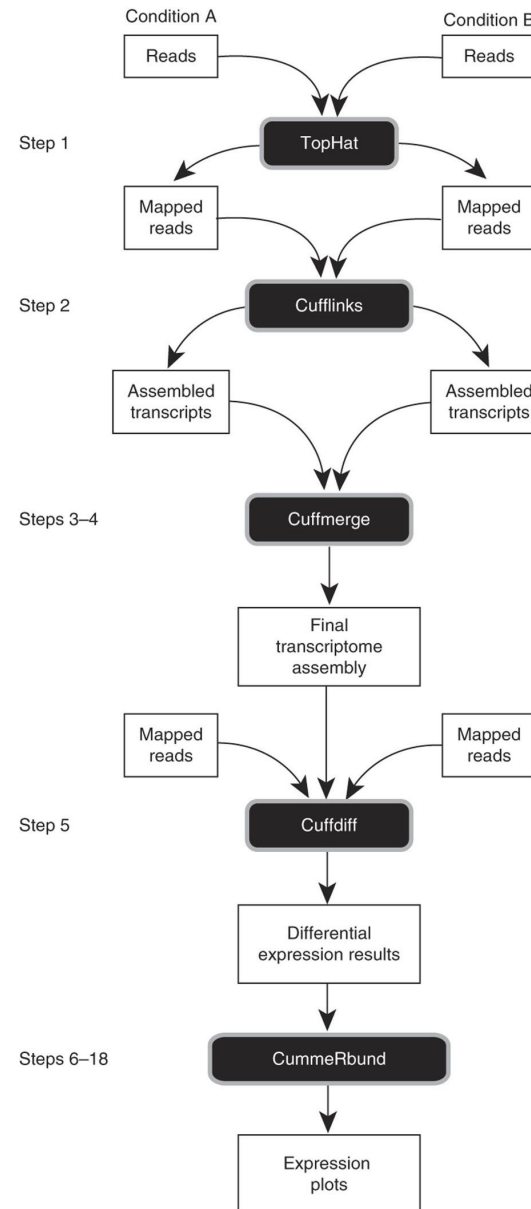 Condition A
Condition B
Reads
Reads
Step 1
TopHat
Mapped
reads
Mapped
reads
Step 2
Cufflinks
Assembled
transcripts
Assembled
transcripts
Steps 3–4
Cuffmerge
Final
transcriptome
assembly
Mapped
reads
Mapped
reads
Step 5
Cuffdiff
Differential
expression results
Steps 6–18
CummeRbund
Expression
plots